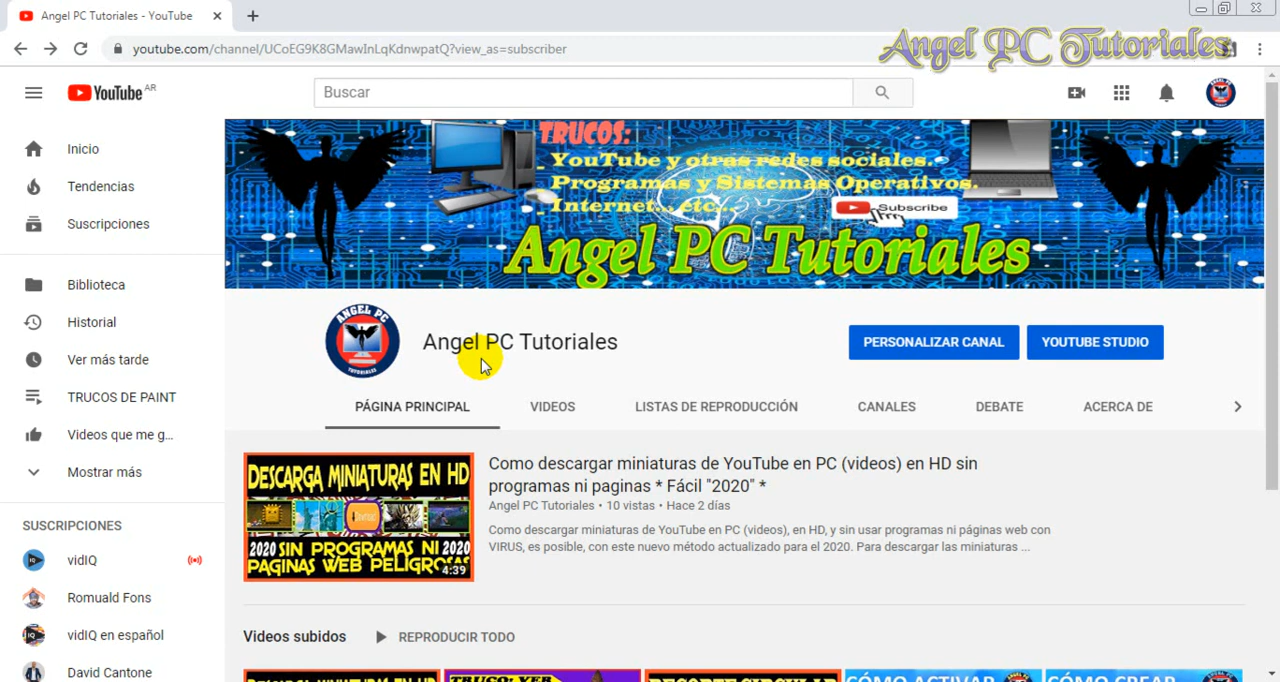 Angel PC Tutoriales - YouTube
youtube.com/channel/UCoEG9K8GMawInLqKdnwpatQ?view_as=subscriber
Angel PC Tutoriales
YouTube AR
Buscar
Inicio
Tendencias
Suscripciones
Biblioteca
Historial
Ver más tarde
TRUCOS DE PAINT
Videos que me g...
Mostrar más
SUSCRIPCIONES
vidIQ
Romuald Fons
vidIQ en español
David Cantone
TRUCOS:
_ YouTube y otras redes sociales.
_ Programas y Sistemas Operativos.
_ Internet... etc...
Subscribe
Angel PC Tutoriales
ANGEL PC
TUTORIALES
Angel PC Tutoriales
PERSONALIZAR CANAL
YOUTUBE STUDIO
PÁGINA PRINCIPAL
VIDEOS
LISTAS DE REPRODUCCIÓN
CANALES
DEBATE
ACERCA DE
DESCARGA MINIATURAS EN HD
2020 SIN PROGRAMAS NI 2020
PAGINAS WEB PELIGROSAS
4:39
Como descargar miniaturas de YouTube en PC (videos) en HD sin
programas ni paginas * Fácil "2020" *
Angel PC Tutoriales • 10 vistas • Hace 2 días
Como descargar miniaturas de YouTube en PC (videos), en HD, y sin usar programas ni páginas web con
VIRUS, es posible, con este nuevo método actualizado para el 2020. Para descargar las miniaturas ...
Videos subidos
REPRODUCIR TODO
CÓMO ACTIVAR
CÓMO CREAR